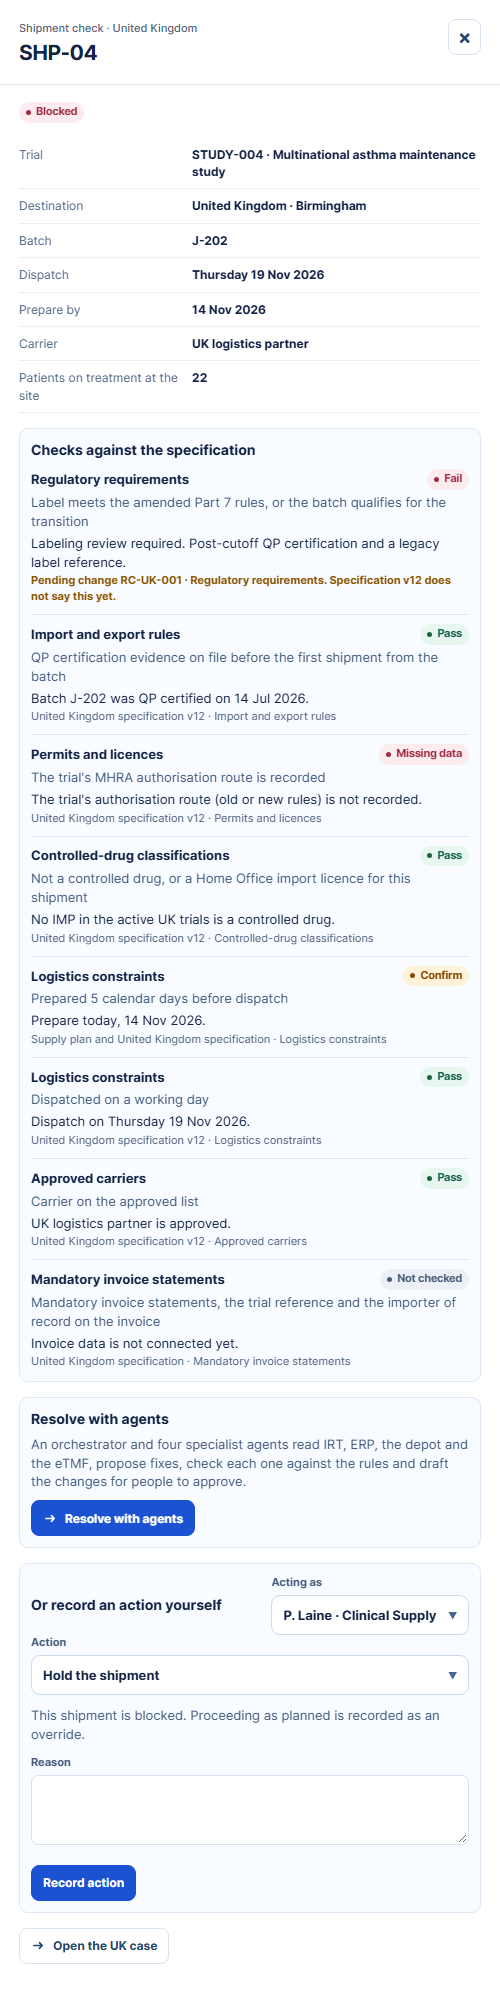 Shipment check · United Kingdom
SHP-04
×
Blocked
Trial
STUDY-004 · Multinational asthma maintenance
study
Destination
United Kingdom · Birmingham
Batch
J-202
Dispatch
Thursday 19 Nov 2026
Prepare by
14 Nov 2026
Carrier
UK logistics partner
Patients on treatment at the
site
22
Checks against the specification
Regulatory requirements
Fail
Label meets the amended Part 7 rules, or the batch qualifies for the
transition
Labeling review required. Post-cutoff QP certification and a legacy
label reference.
Pending change RC-UK-001 · Regulatory requirements. Specification v12 does
not say this yet.
Import and export rules
Pass
QP certification evidence on file before the first shipment from the
batch
Batch J-202 was QP certified on 14 Jul 2026.
United Kingdom specification v12 · Import and export rules
Permits and licences
Missing data
The trial's MHRA authorisation route is recorded
The trial's authorisation route (old or new rules) is not recorded.
United Kingdom specification v12 · Permits and licences
Controlled-drug classifications
Pass
Not a controlled drug, or a Home Office import licence for this
shipment
No IMP in the active UK trials is a controlled drug.
United Kingdom specification v12 · Controlled-drug classifications
Logistics constraints
Confirm
Prepared 5 calendar days before dispatch
Prepare today, 14 Nov 2026.
Supply plan and United Kingdom specification · Logistics constraints
Logistics constraints
Pass
Dispatched on a working day
Dispatch on Thursday 19 Nov 2026.
United Kingdom specification v12 · Logistics constraints
Approved carriers
Pass
Carrier on the approved list
UK logistics partner is approved.
United Kingdom specification v12 · Approved carriers
Mandatory invoice statements
Not checked
Mandatory invoice statements, the trial reference and the importer of
record on the invoice
Invoice data is not connected yet.
United Kingdom specification · Mandatory invoice statements
Resolve with agents
An orchestrator and four specialist agents read IRT, ERP, the depot and
the eTMF, propose fixes, check each one against the rules and draft
the changes for people to approve.
→ Resolve with agents
Or record an action yourself
Acting as
P. Laine · Clinical Supply
Action
Hold the shipment
This shipment is blocked. Proceeding as planned is recorded as an
override.
Reason
Record action
→ Open the UK case